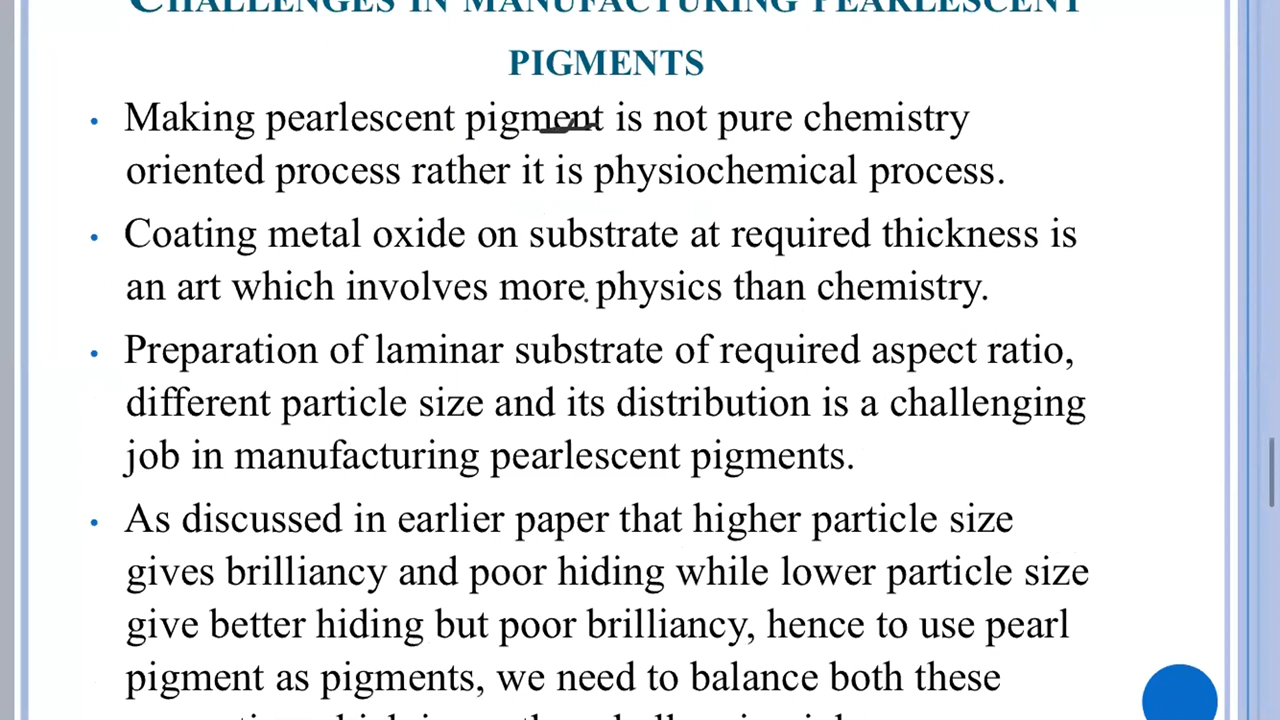 CHALLENGES IN MANUFACTURING PEARLESCENT
PIGMENTS
• Making pearlescent pigment is not pure chemistry
oriented process rather it is physiochemical process.
• Coating metal oxide on substrate at required thickness is
an art which involves more physics than chemistry.
• Preparation of laminar substrate of required aspect ratio,
different particle size and its distribution is a challenging
job in manufacturing pearlescent pigments.
• As discussed in earlier paper that higher particle size
gives brilliancy and poor hiding while lower particle size
give better hiding but poor brilliancy, hence to use pearl
pigment as pigments, we need to balance both these